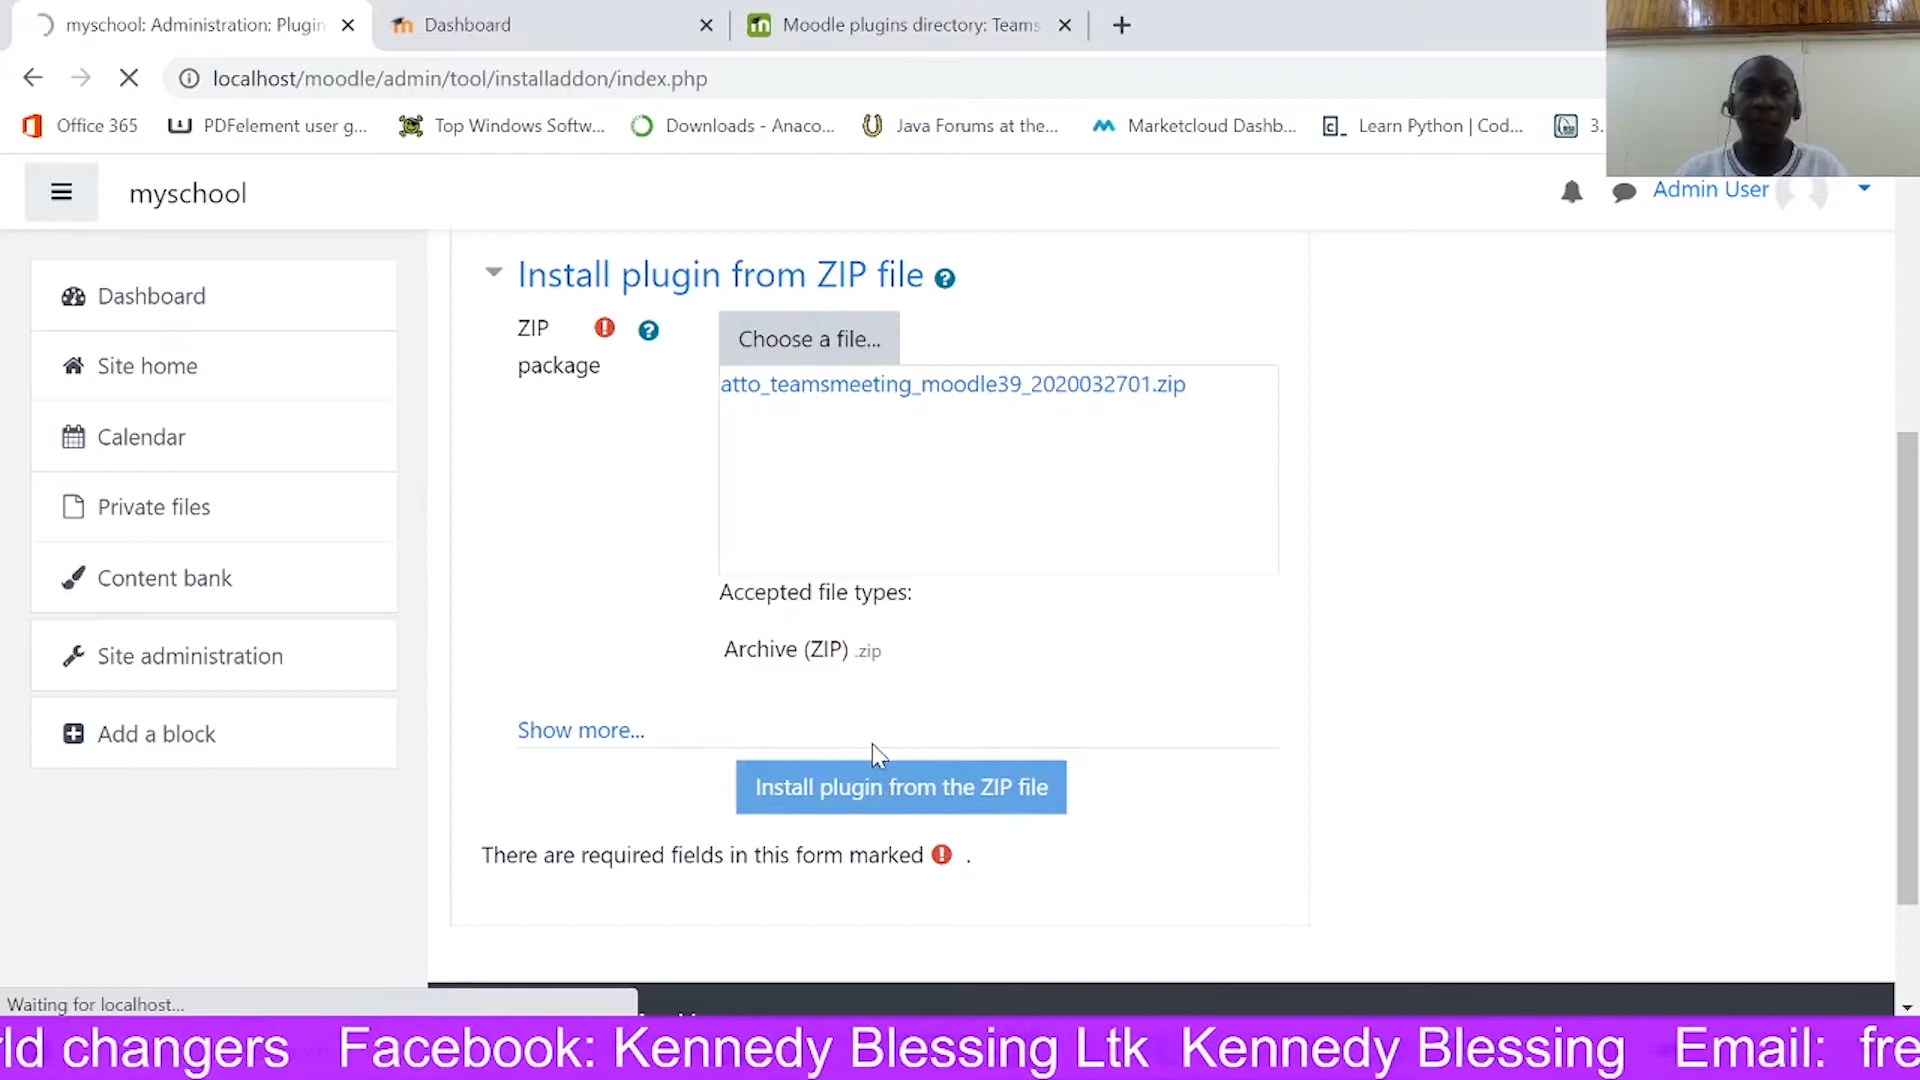 myschool: Administration: Plugin
Dashboard
Moodle plugins directory: Teams
localhost/moodle/admin/tool/installaddon/index.php
Office 365
PDFelement user g...
Top Windows Softw...
Downloads - Anaco...
Java Forums at the...
Marketcloud Dashb...
Learn Python | Cod...
3.
myschool
Admin User
Dashboard
Site home
Calendar
Private files
Content bank
Site administration
Add a block
Install plugin from ZIP file
ZIP
package
Choose a file...
atto_teamsmeeting_moodle39_2020032701.zip
Accepted file types:
Archive (ZIP) .zip
Show more...
Install plugin from the ZIP file
There are required fields in this form marked .
Waiting for localhost...
ld changers Facebook: Kennedy Blessing Ltk Kennedy Blessing Email: fre